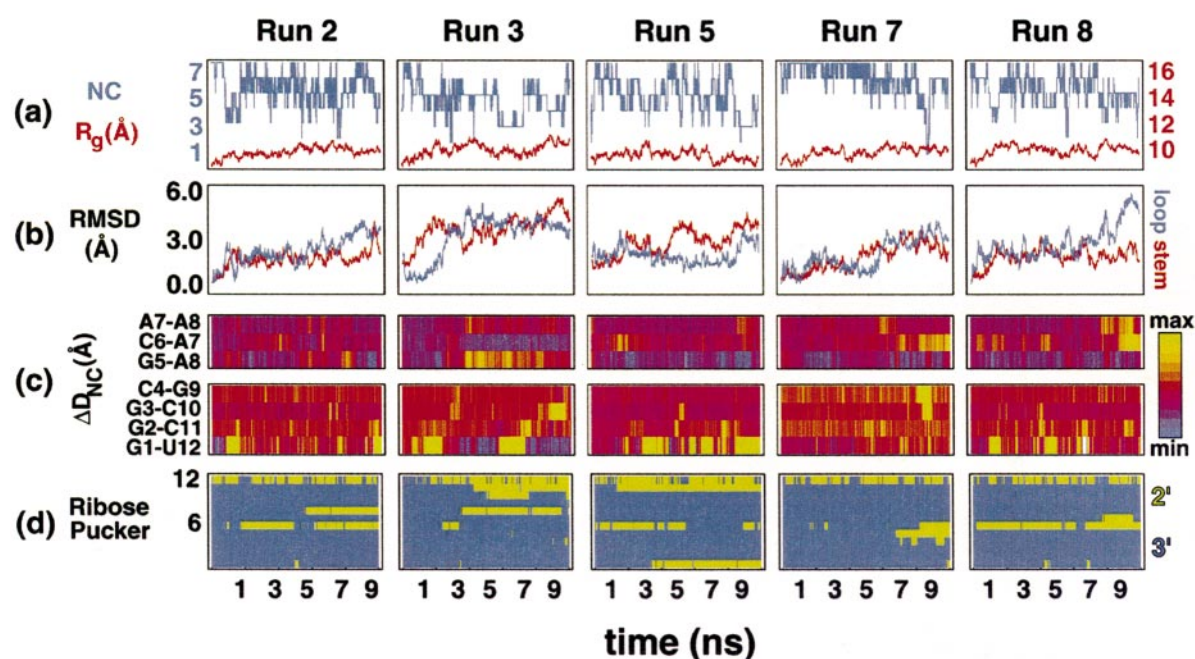 Run 2 Run 3 Run 5 Run 7 Run 8
(a) NC Rg(Å)
7
5
3
1
16
14
12
10
(b) RMSD (Å)
6.0
3.0
0.0
loop stem
(c) ΔDNC(Å)
A7-A8
C6-A7
G5-A8
C4-G9
G3-C10
G2-C11
G1-U12
max
min
(d) Ribose Pucker
12
6
2'
3'
1 3 5 7 9 1 3 5 7 9 1 3 5 7 9 1 3 5 7 9 1 3 5 7 9
time (ns)